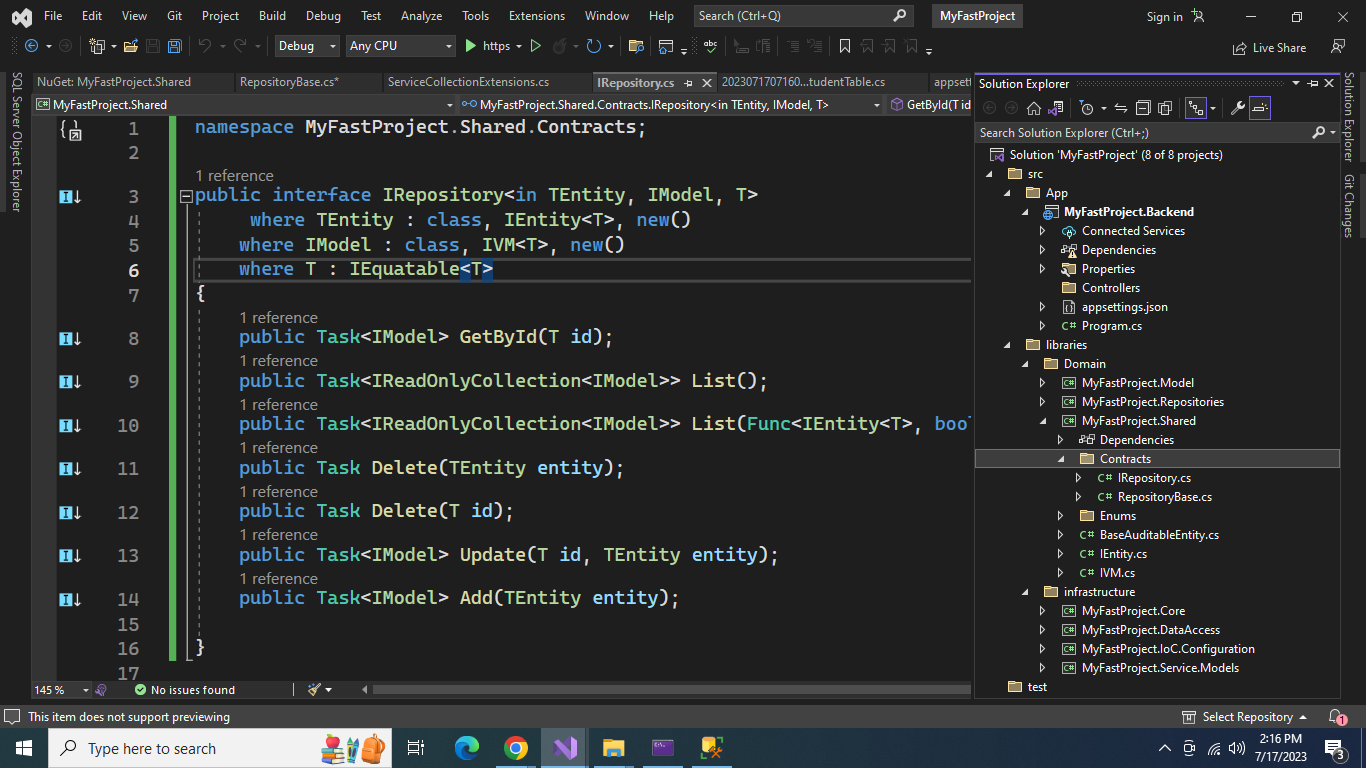 File Edit View Git Project Build Debug Test Analyze Tools Extensions Window Help Search (Ctrl+Q) MyFastProject Sign in
Debug Any CPU https Live Share
NuGet: MyFastProject.Shared RepositoryBase.cs* ServiceCollectionExtensions.cs IRepository.cs 2023071707160...tudentTable.cs appset
MyFastProject.Shared MyFastProject.Shared.Contracts.IRepository<in TEntity, IModel, T> GetById(T id
SQL Server Object Explorer
1 namespace MyFastProject.Shared.Contracts;
2
1 reference
3 public interface IRepository<in TEntity, IModel, T>
4 where TEntity : class, IEntity<T>, new()
5 where IModel : class, IVM<T>, new()
6 where T : IEquatable<T>
7 {
1 reference
8 public Task<IModel> GetById(T id);
1 reference
9 public Task<IReadOnlyCollection<IModel>> List();
1 reference
10 public Task<IReadOnlyCollection<IModel>> List(Func<IEntity<T>, bool
1 reference
11 public Task Delete(TEntity entity);
1 reference
12 public Task Delete(T id);
1 reference
13 public Task<IModel> Update(T id, TEntity entity);
1 reference
14 public Task<IModel> Add(TEntity entity);
15
16 }
17
145 % No issues found
Solution Explorer
Search Solution Explorer (Ctrl+;)
Solution 'MyFastProject' (8 of 8 projects)
src
App
MyFastProject.Backend
Connected Services
Dependencies
Properties
Controllers
appsettings.json
C# Program.cs
libraries
Domain
C# MyFastProject.Model
C# MyFastProject.Repositories
C# MyFastProject.Shared
Dependencies
Contracts
C# IRepository.cs
C# RepositoryBase.cs
Enums
C# BaseAuditableEntity.cs
C# IEntity.cs
C# IVM.cs
infrastructure
C# MyFastProject.Core
C# MyFastProject.DataAccess
C# MyFastProject.IoC.Configuration
C# MyFastProject.Service.Models
test
Solution Explorer
Git Changes
This item does not support previewing Select Repository 1
Type here to search
2:16 PM
7/17/2023
3